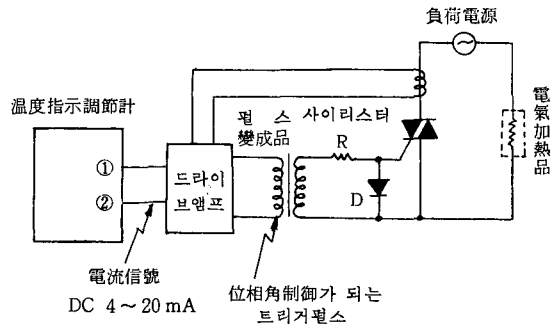 負荷電源
温度指示調節計
펄 스 사이리스터
變成品
R
電氣加熱品
①
드라이
브앰프
②
D
電流信號
DC 4～20 mA
位相角制御가 되는
트리거펄스